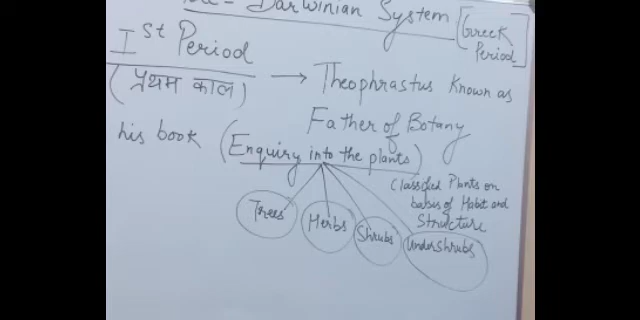 Darwinian System [Greek Period]
Ist Period
(प्रथम काल) → Theophrastus Known as
Father of Botany
his book (Enquiry into the plants)
Classified Plants on
basis of Habit and
Structure
Trees Herbs Shrubs Undershrubs